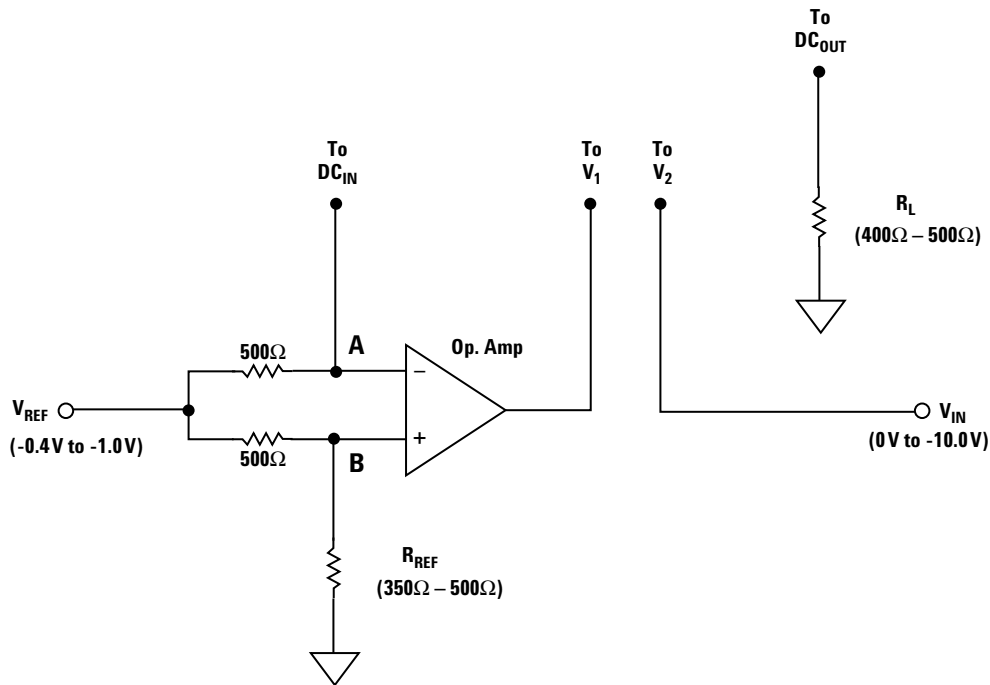 To
DC_OUT
To
DC_IN
To
V_1
To
V_2
R_L
(400Ω – 500Ω)
500Ω
A
Op. Amp
–
V_REF
(-0.4 V to -1.0 V)
+
500Ω
B
V_IN
(0 V to -10.0 V)
R_REF
(350Ω – 500Ω)